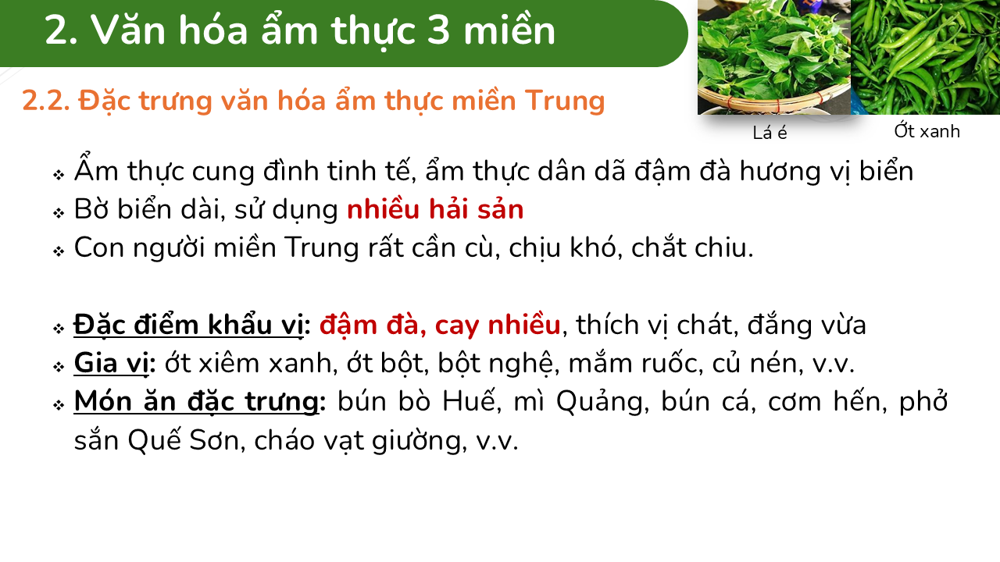 2. Văn hóa ẩm thực 3 miền
2.2. Đặc trưng văn hóa ẩm thực miền Trung
Lá é
Ớt xanh
❖ Ẩm thực cung đình tinh tế, ẩm thực dân dã đậm đà hương vị biển
❖ Bờ biển dài, sử dụng nhiều hải sản
❖ Con người miền Trung rất cần cù, chịu khó, chắt chiu.
❖ Đặc điểm khẩu vị: đậm đà, cay nhiều, thích vị chát, đắng vừa
❖ Gia vị: ớt xiêm xanh, ớt bột, bột nghệ, mắm ruốc, củ nén, v.v.
❖ Món ăn đặc trưng: bún bò Huế, mì Quảng, bún cá, cơm hến, phở
sắn Quế Sơn, cháo vạt giường, v.v.